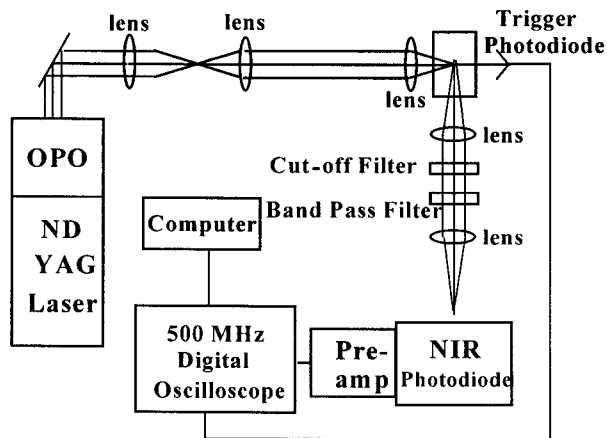 lens
lens
lens
Trigger
Photodiode
OPO
ND
YAG
Laser
lens
Cut-off Filter
Band Pass Filter
lens
Computer
500 MHz
Digital
Oscilloscope
Pre-
amp
NIR
Photodiode